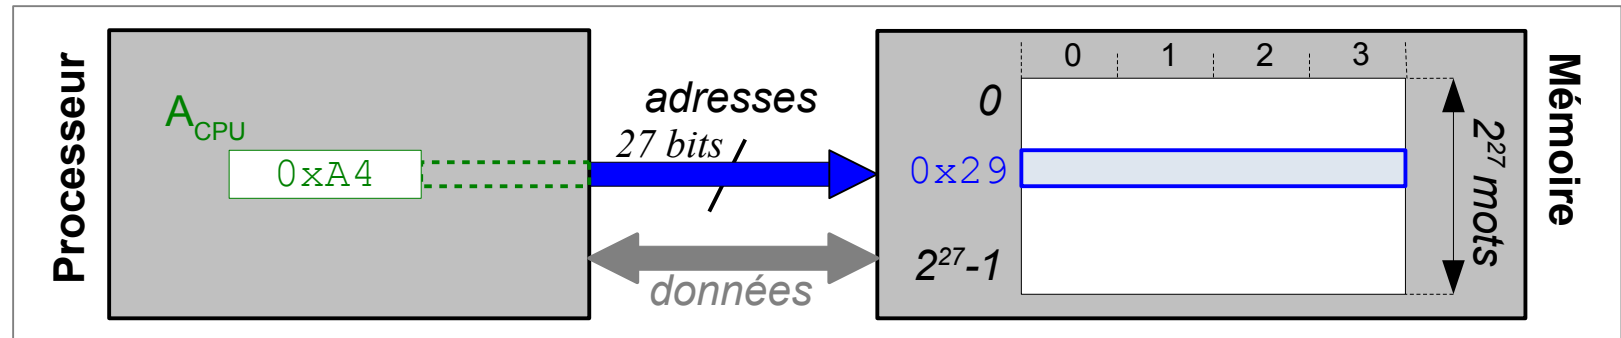 Processeur
A_CPU
0xA4
adresses
27 bits
données
0 1 2 3
0
0x29
2^27-1
2^27 mots
Mémoire